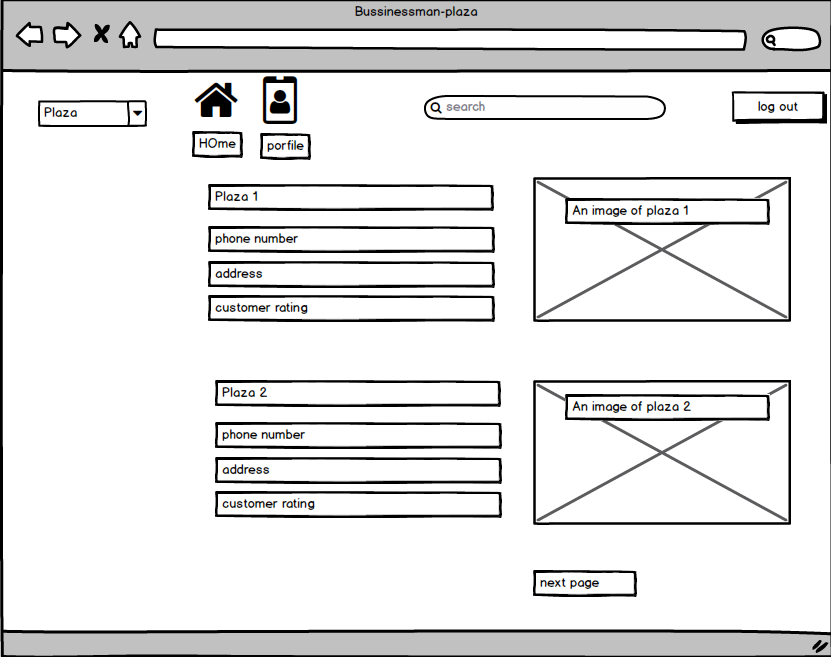 Bussinessman-plaza
Plaza
HOme
porfile
search
log out
Plaza 1
phone number
address
customer rating
An image of plaza 1
Plaza 2
phone number
address
customer rating
An image of plaza 2
next page